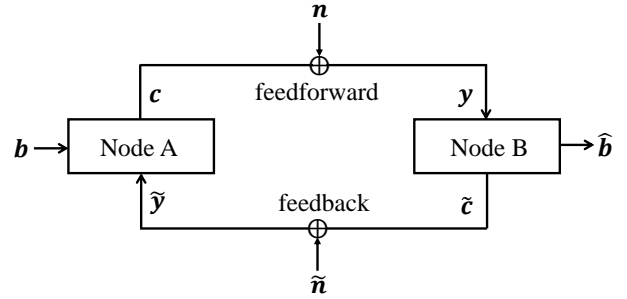 n
c
feedforward
y
b
Node A
Node B
b̂
ỹ
feedback
c̃
ñ